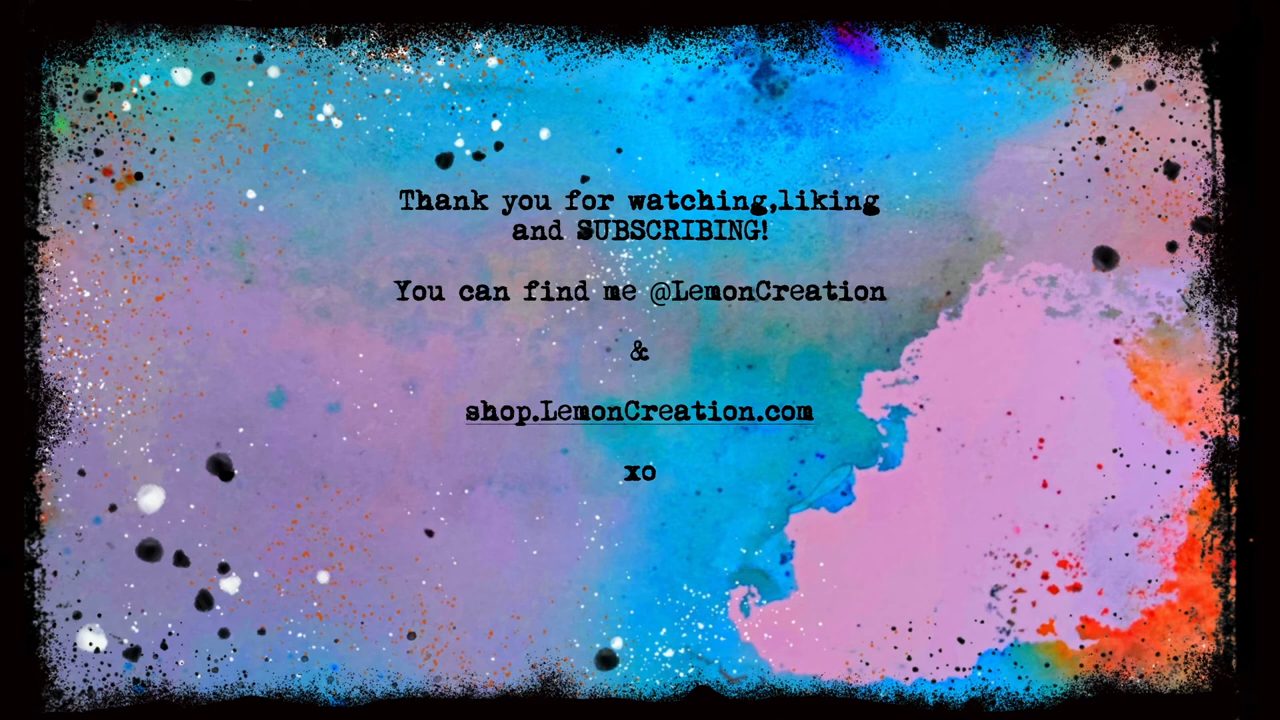 Thank you for watching,liking
and SUBSCRIBING!
You can find me @LemonCreation
&
shop.LemonCreation.com
xo